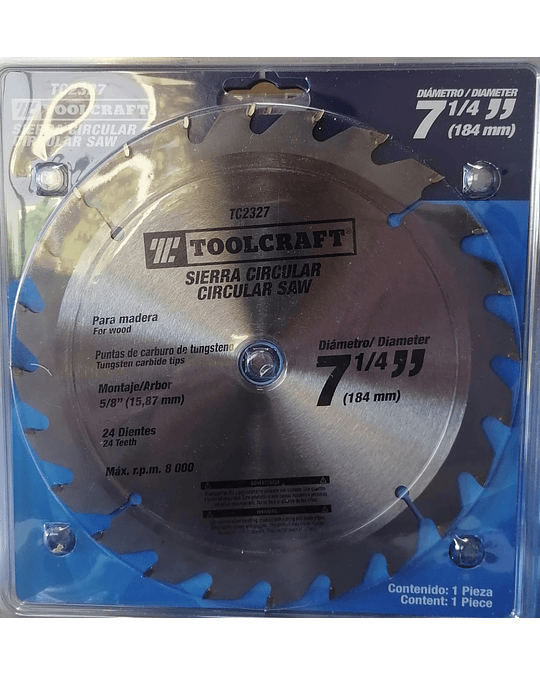 TC2327
TOOLCRAFT
SIERRA CIRCULAR
CIRCULAR SAW
DIÁMETRO/DIAMETER
7 1/4”
(184 mm)
TC2327
TC TOOLCRAFT®
SIERRA CIRCULAR
CIRCULAR SAW
Para madera
For wood
Puntas de carburo de tungsteno
Tungsten carbide tips
Montaje/Arbor
5/8" (15,87 mm)
24 Dientes
24 Teeth
Máx. r.p.m. 8 000
Diámetro/Diameter
7 1/4”
(184 mm)
ADVERTENCIA
WARNING
Contenido: 1 Pieza
Content: 1 Piece